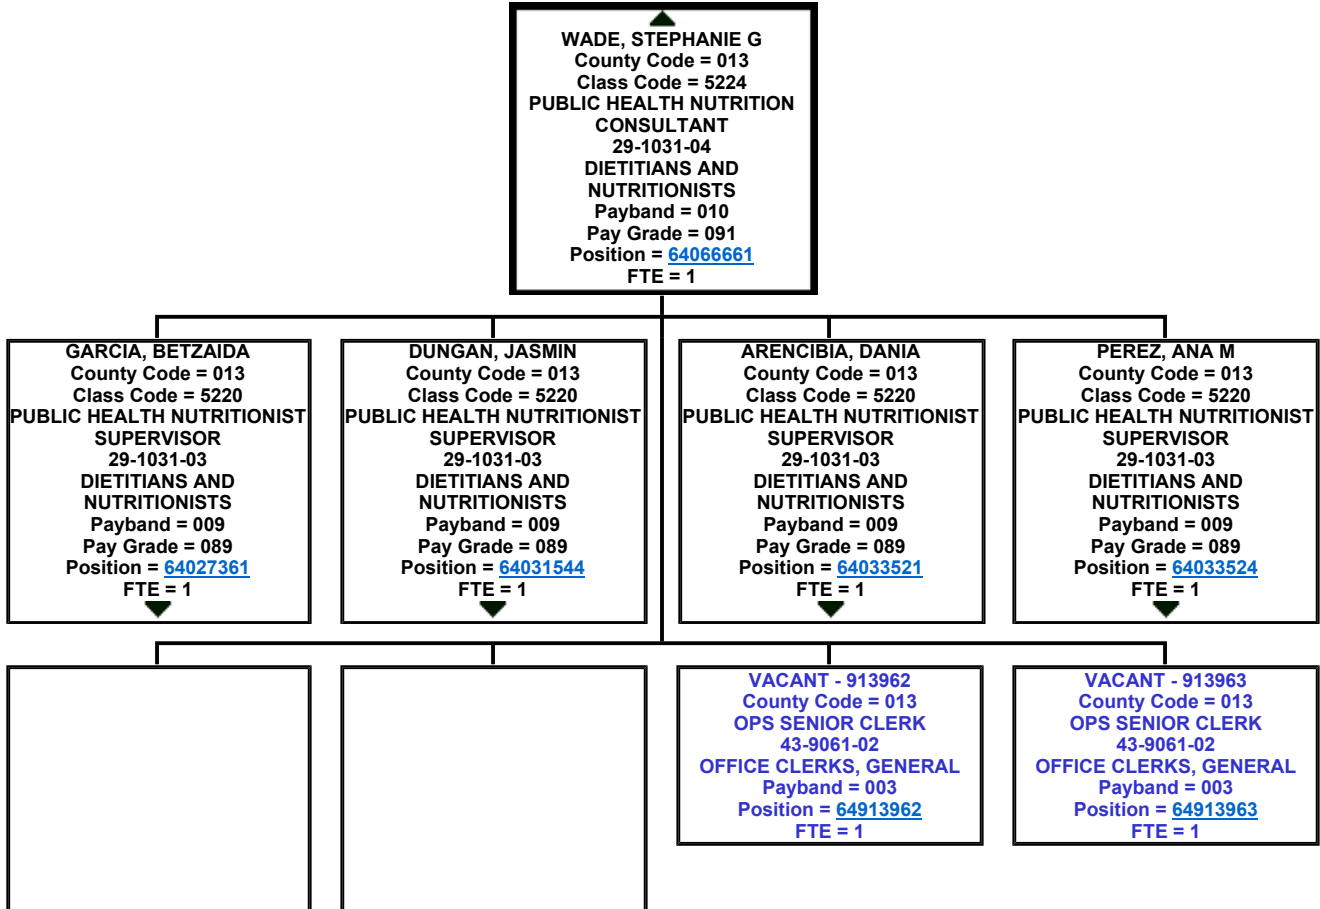 WADE, STEPHANIE G
County Code = 013
Class Code = 5224
PUBLIC HEALTH NUTRITION
CONSULTANT
29-1031-04
DIETITIANS AND
NUTRITIONISTS
Payband = 010
Pay Grade = 091
Position = 64066661
FTE = 1
GARCIA, BETZAIDA
County Code = 013
Class Code = 5220
PUBLIC HEALTH NUTRITIONIST
SUPERVISOR
29-1031-03
DIETITIANS AND
NUTRITIONISTS
Payband = 009
Pay Grade = 089
Position = 64027361
FTE = 1
DUNGAN, JASMIN
County Code = 013
Class Code = 5220
PUBLIC HEALTH NUTRITIONIST
SUPERVISOR
29-1031-03
DIETITIANS AND
NUTRITIONISTS
Payband = 009
Pay Grade = 089
Position = 64031544
FTE = 1
ARENCIBIA, DANIA
County Code = 013
Class Code = 5220
PUBLIC HEALTH NUTRITIONIST
SUPERVISOR
29-1031-03
DIETITIANS AND
NUTRITIONISTS
Payband = 009
Pay Grade = 089
Position = 64033521
FTE = 1
PEREZ, ANA M
County Code = 013
Class Code = 5220
PUBLIC HEALTH NUTRITIONIST
SUPERVISOR
29-1031-03
DIETITIANS AND
NUTRITIONISTS
Payband = 009
Pay Grade = 089
Position = 64033524
FTE = 1
VACANT - 913962
County Code = 013
OPS SENIOR CLERK
43-9061-02
OFFICE CLERKS, GENERAL
Payband = 003
Position = 64913962
FTE = 1
VACANT - 913963
County Code = 013
OPS SENIOR CLERK
43-9061-02
OFFICE CLERKS, GENERAL
Payband = 003
Position = 64913963
FTE = 1